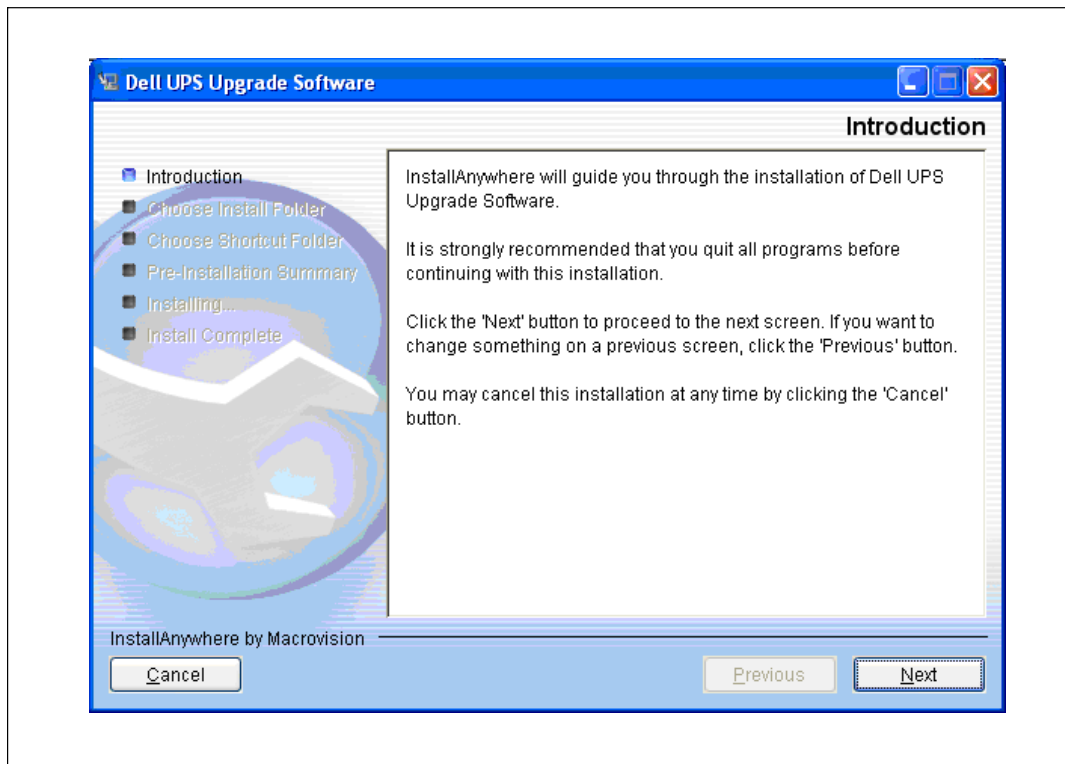 Dell UPS Upgrade Software
Introduction
Introduction
Choose Install Folder
Choose Shortcut Folder
Pre-Installation Summary
Installing...
Install Complete
InstallAnywhere will guide you through the installation of Dell UPS
Upgrade Software.
It is strongly recommended that you quit all programs before
continuing with this installation.
Click the 'Next' button to proceed to the next screen. If you want to
change something on a previous screen, click the 'Previous' button.
You may cancel this installation at any time by clicking the 'Cancel'
button.
InstallAnywhere by Macrovision
Cancel
Previous
Next